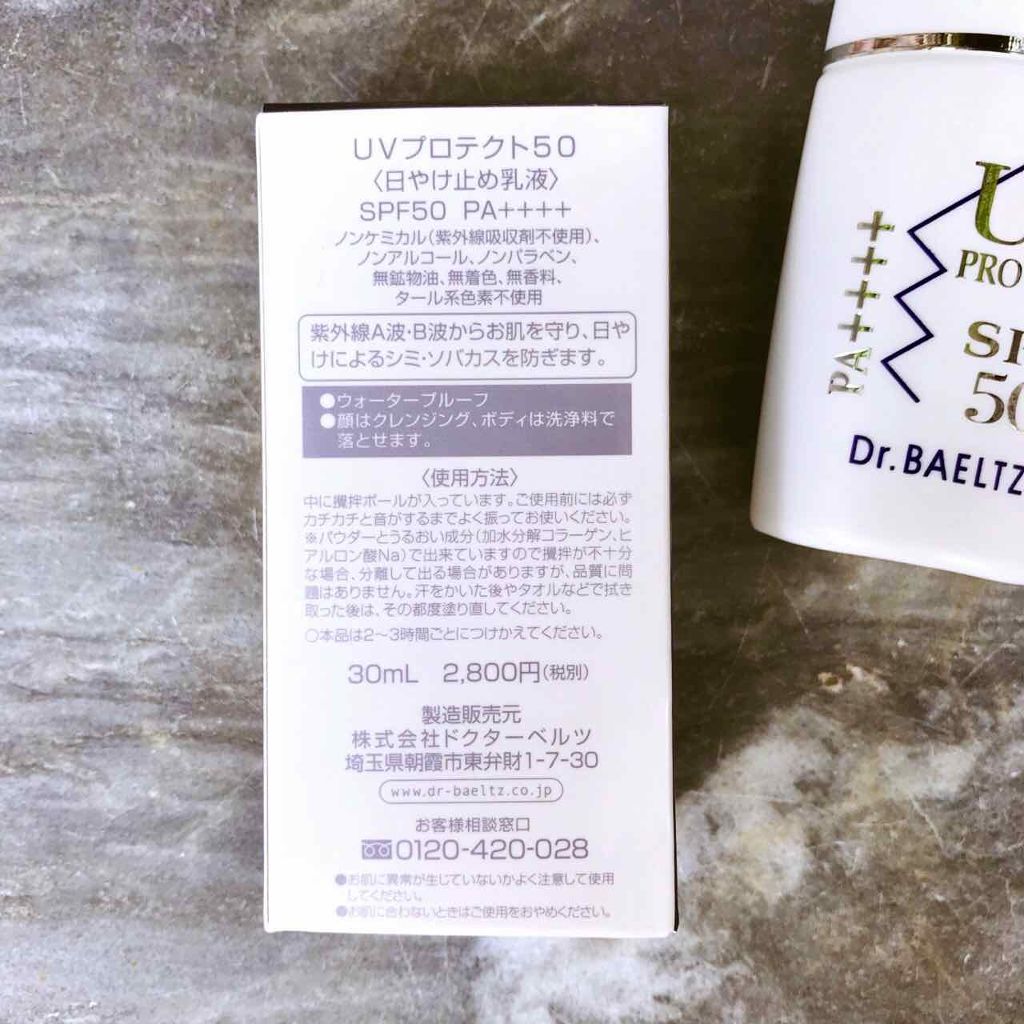 UVプロテクト50
〈日やけ止め乳液〉
SPF50 PA++++
ノンケミカル(紫外線吸収剤不使用)、
ノンアルコール、ノンパラベン、
無鉱物油、無着色、無香料、
タール系色素不使用
紫外線A波・B波からお肌を守り、日や
けによるシミ・ソバカスを防ぎます。
●ウォータープルーフ
●顔はクレンジング、ボディは洗浄料で
落とせます。
〈使用方法〉
中に攪拌ボールが入っています。ご使用前には必ず
カチカチと音がするまでよく振ってお使いください。
※パウダーとうるおい成分(加水分解コラーゲン、ヒ
アルロン酸Na)で出来ていますので攪拌が不十分
な場合、分離して出る場合がありますが、品質に問
題はありません。汗をかいた後やタオルなどで拭き
取った後は、その都度塗り直してください。
○本品は2〜3時間ごとにつけかえてください。
30mL 2,800円(税別)
製造販売元
株式会社ドクターベルツ
埼玉県朝霞市東弁財1-7-30
www.dr-baeltz.co.jp
お客様相談窓口
0120-420-028
●お肌に異常が生じていないかよく注意して使用
してください。
●お肌に合わないときはご使用をおやめください。
PA++++
U
PRO
SP
50
Dr.BAELTZ